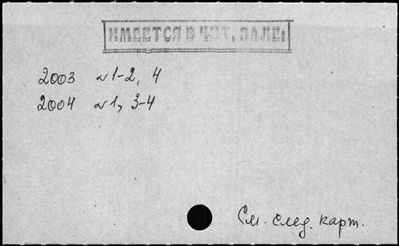 ИМЕЕТСЯ В ЧИТ. ЗАЛЕ:
2003 №1-2, 4
2004 №1, 3-4
См. след. карт.